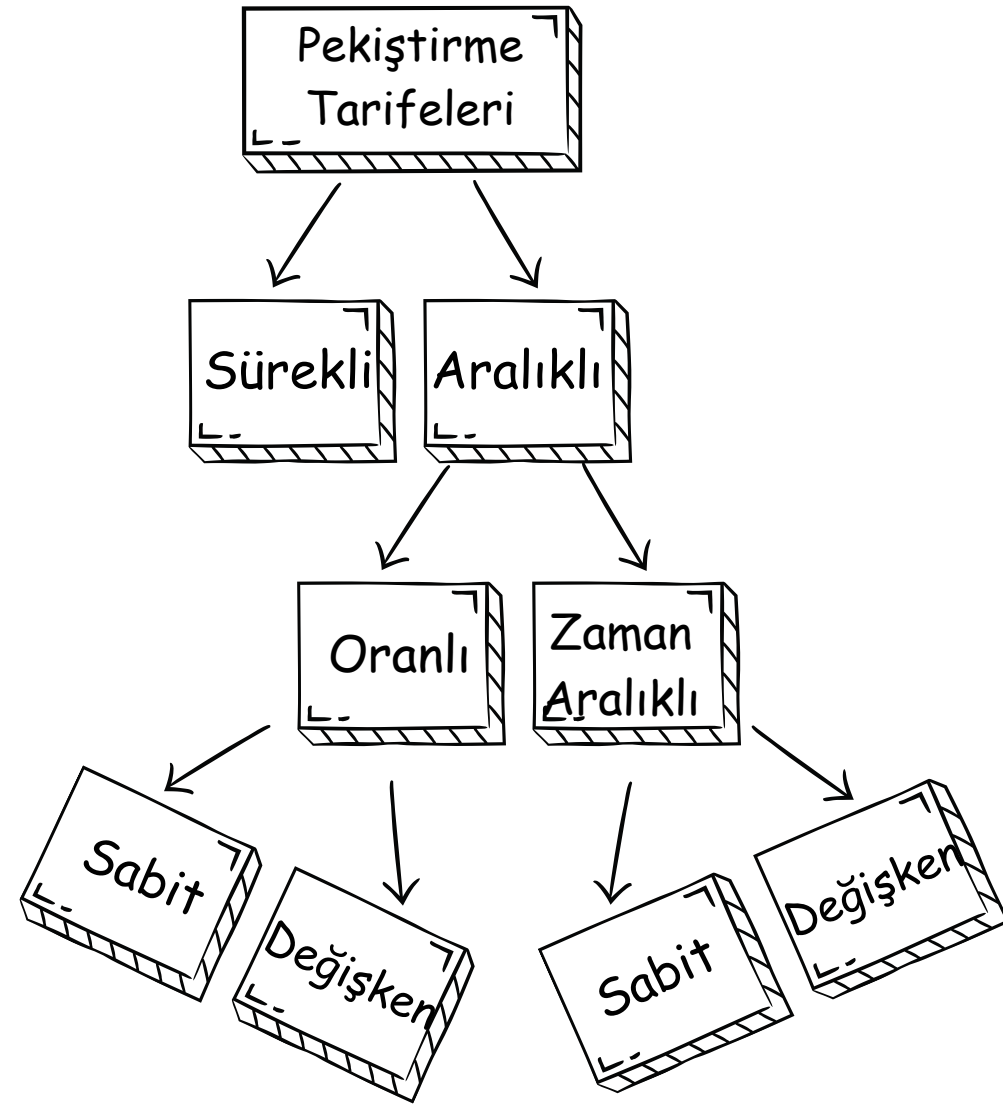 Pekiştirme
Tarifeleri
Sürekli
Aralıklı
Oranlı
Zaman
Aralıklı
Sabit
Değişken
Sabit
Değişken